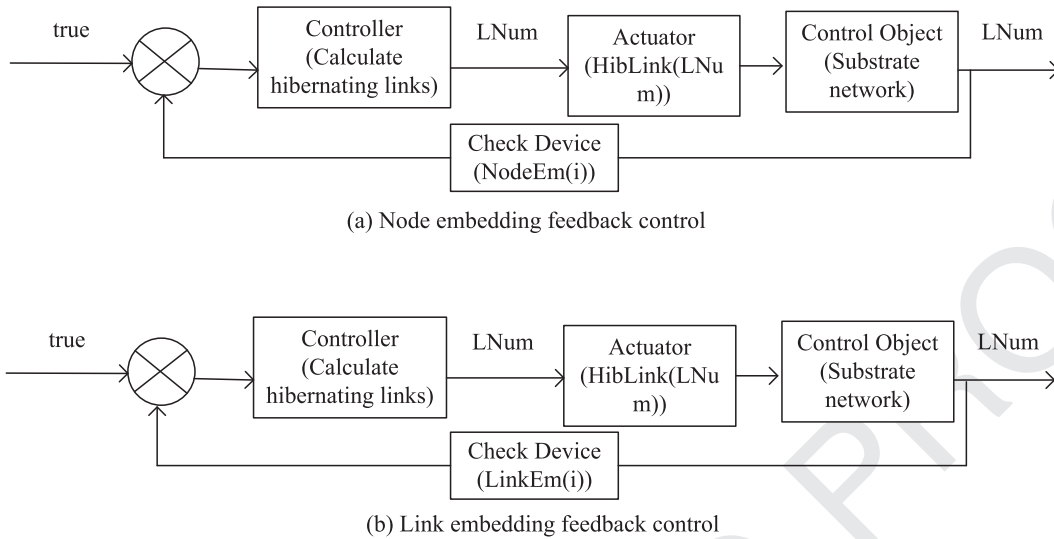 true
Controller
(Calculate
hibernating links)
LNum
Actuator
(HibLink(LNu
m))
Control Object
(Substrate
network)
LNum
Check Device
(NodeEm(i))
(a) Node embedding feedback control
true
Controller
(Calculate
hibernating links)
LNum
Actuator
(HibLink(LNu
m))
Control Object
(Substrate
network)
LNum
Check Device
(LinkEm(i))
(b) Link embedding feedback control